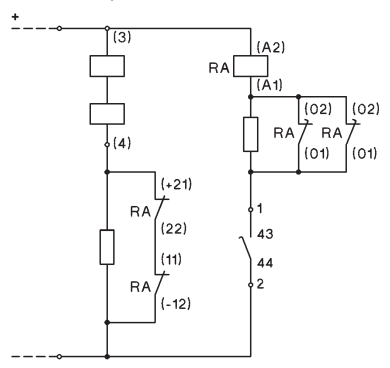 +
(3)
(A2)
RA
(A1)
(02) (02)
RA RA
(01) (01)
(4)
(+21)
RA
(22)
(11)
RA
(-12)
1
43
44
2